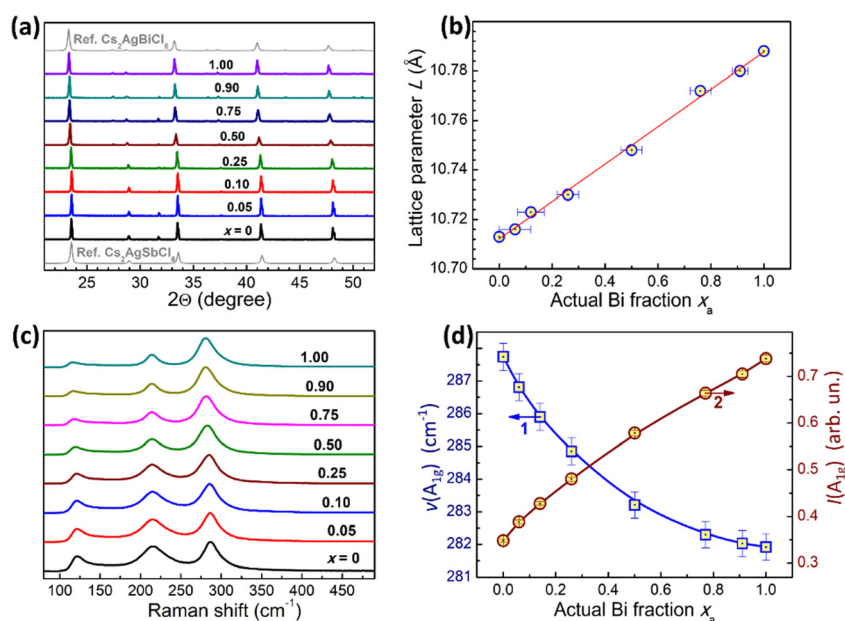 (a)
Ref. Cs₂AgBiCl₆
1.00
0.90
0.75
0.50
0.25
0.10
0.05
x = 0
Ref. Cs₂AgSbCl₆
25 30 35 40 45 50
2Θ (degree)
(b)
Lattice parameter L (Å)
10.78
10.76
10.74
10.72
10.70
0.0 0.2 0.4 0.6 0.8 1.0
Actual Bi fraction xₐ
(c)
1.00
0.90
0.75
0.50
0.25
0.10
0.05
x = 0
100 150 200 250 300 350 400 450
Raman shift (cm⁻¹)
(d)
ν(A₁g) (cm⁻¹)
287
286
285
284
283
282
281
1
2
0.7
0.6
0.5
0.4
0.3
I(A₁g) (arb. un.)
0.0 0.2 0.4 0.6 0.8 1.0
Actual Bi fraction xₐ